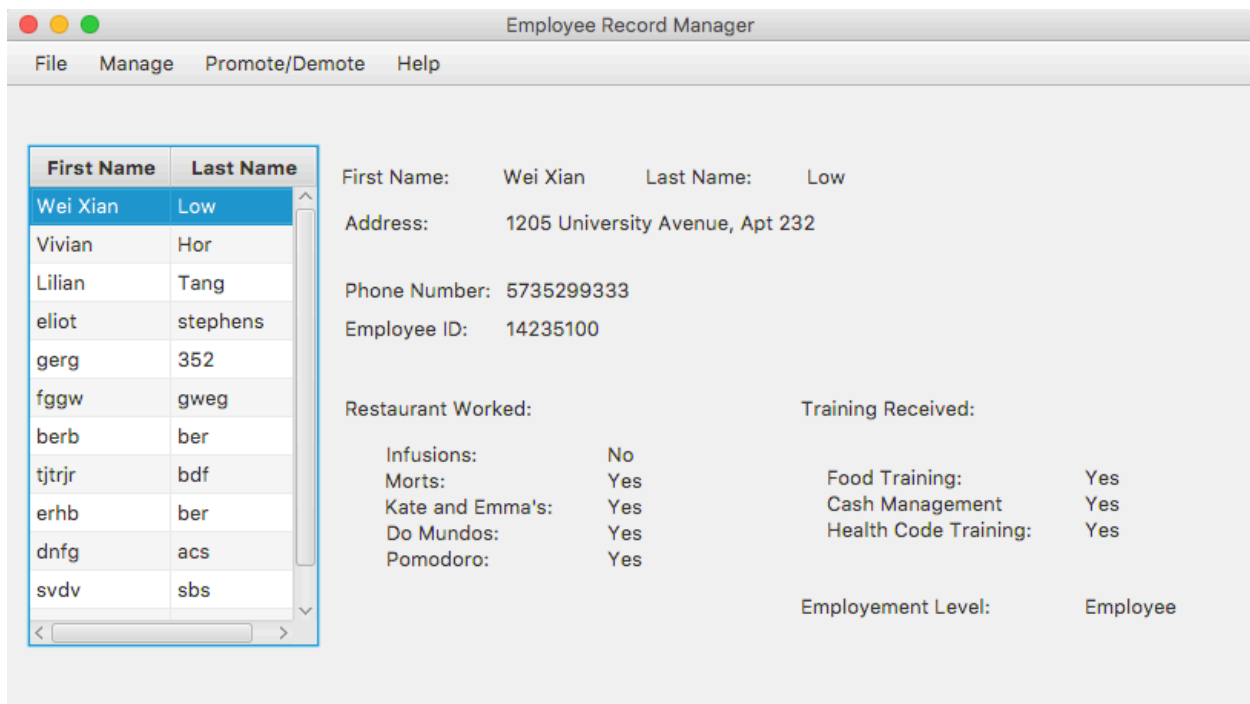 Employee Record Manager
File Manage Promote/Demote Help
First Name Last Name
Wei Xian Low
Vivian Hor
Lilian Tang
eliot stephens
gerg 352
fggw gweg
berb ber
tjtrjr bdf
erhb ber
dnfg acs
svdv sbs
First Name: Wei Xian Last Name: Low
Address: 1205 University Avenue, Apt 232
Phone Number: 5735299333
Employee ID: 14235100
Restaurant Worked:
Infusions: No
Morts: Yes
Kate and Emma's: Yes
Do Mundos: Yes
Pomodoro: Yes
Training Received:
Food Training: Yes
Cash Management Yes
Health Code Training: Yes
Employement Level: Employee